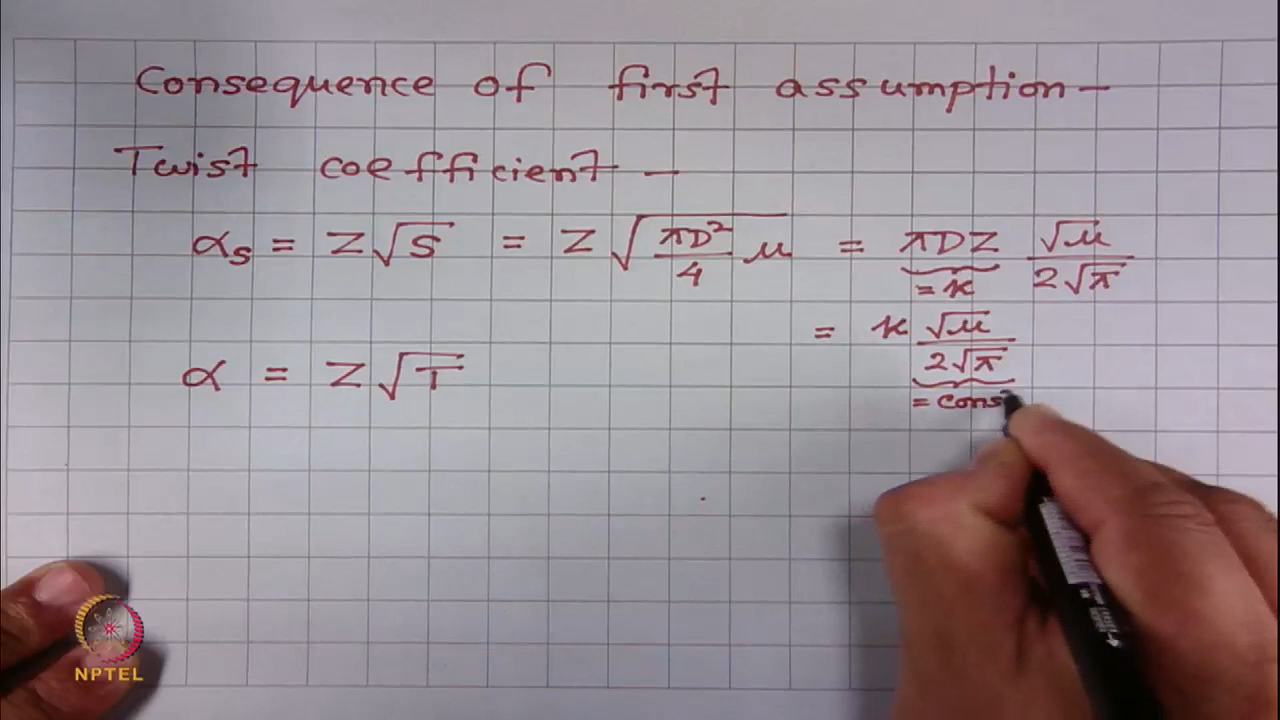 Consequence of first assumption-
Twist coefficient -
αs = Z√S = Z√(πD²/4 μ) = πDZ √μ/2√π
= κ
= κ √μ/2√π
= cons
α = Z√T
NPTEL